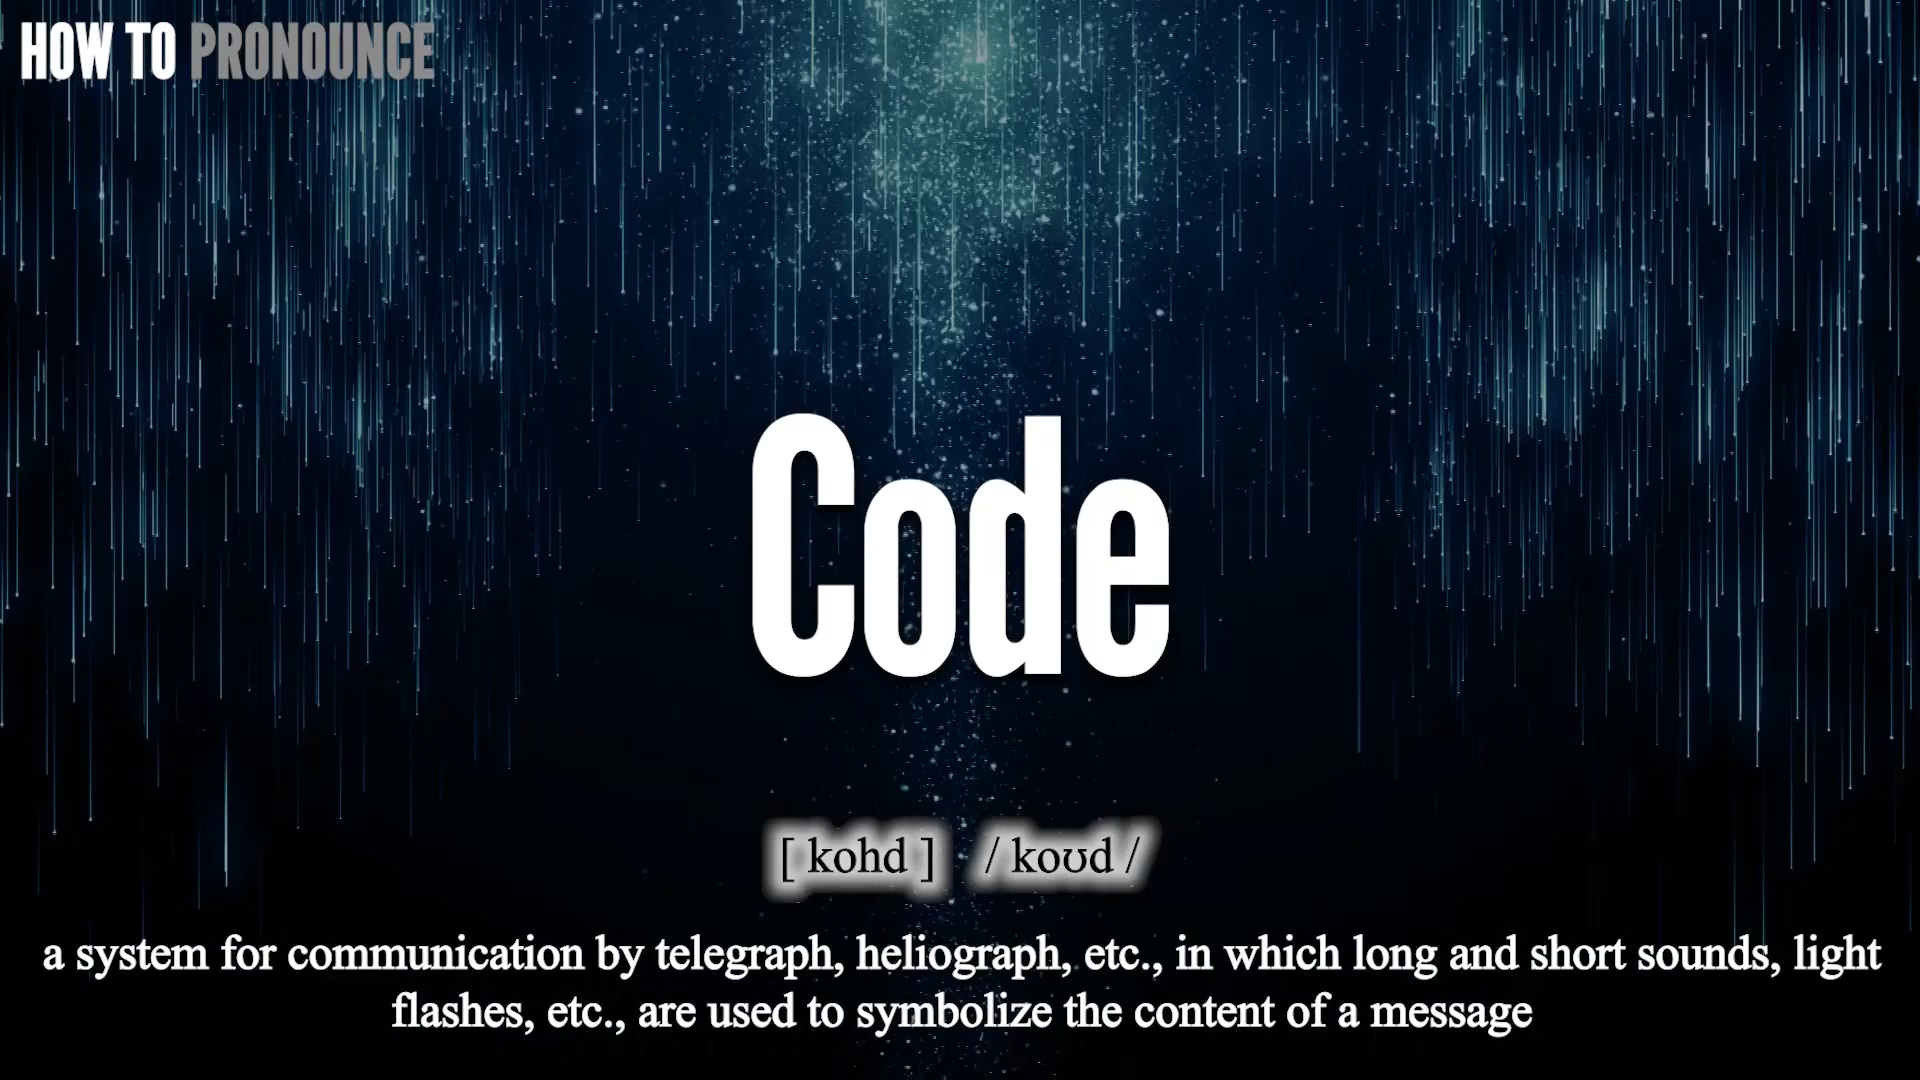 HOW TO PRONOUNCE
Code
[ kohd ] / koʊd /
a system for communication by telegraph, heliograph, etc., in which long and short sounds, light
flashes, etc., are used to symbolize the content of a message